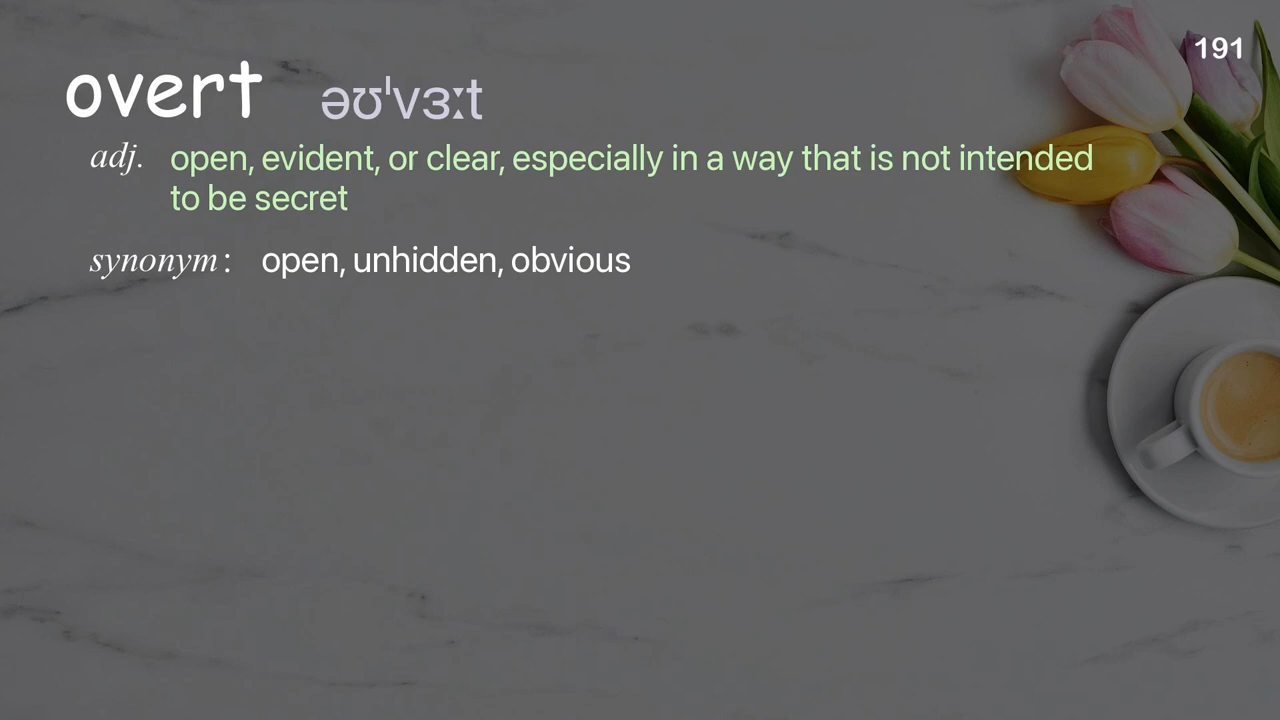 191
overt əʊˈvɜːt
adj. open, evident, or clear, especially in a way that is not intended
to be secret
synonym: open, unhidden, obvious